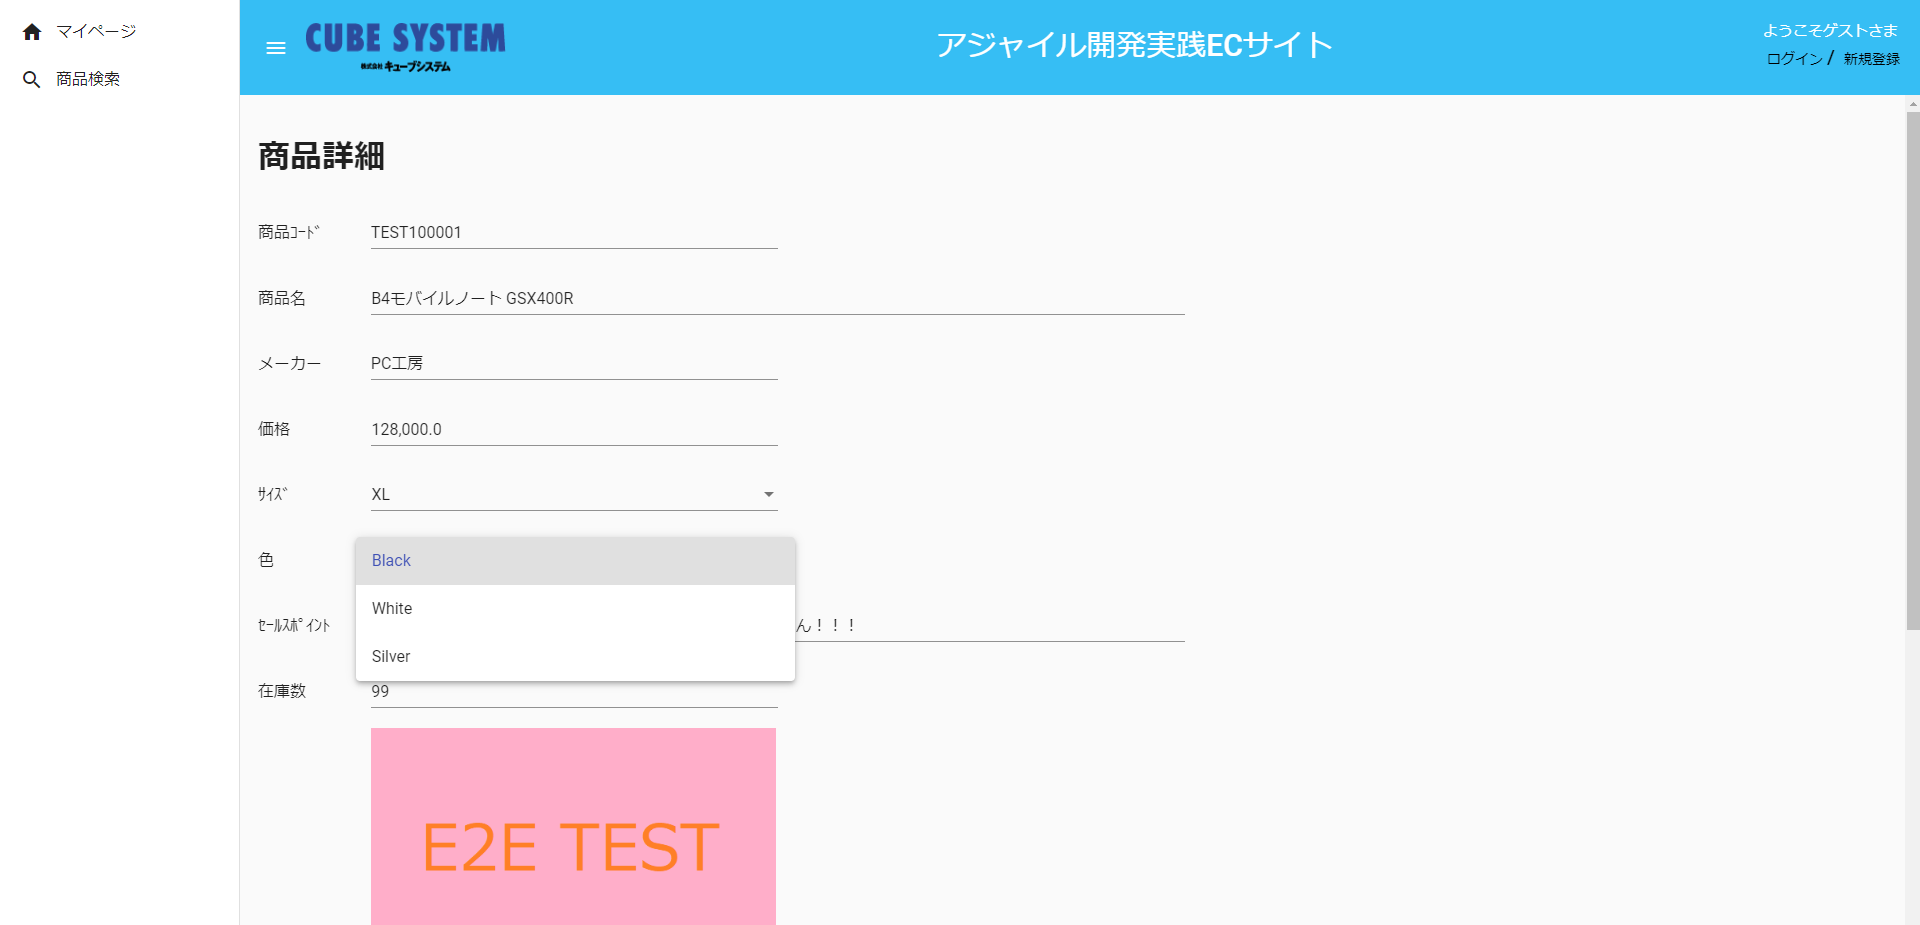 マイページ
商品検索
CUBE SYSTEM
株式会社 キューブシステム
アジャイル開発実践ECサイト
ようこそゲストさま
ログイン / 新規登録
商品詳細
商品ｺｰﾄﾞ TEST100001
商品名 B4モバイルノート GSX400R
メーカー PC工房
価格 128,000.0
ｻｲｽﾞ XL
色 Black
White
ｾｰﾙｽﾎﾟｲﾝﾄ ん！！！
Silver
在庫数 99
E2E TEST